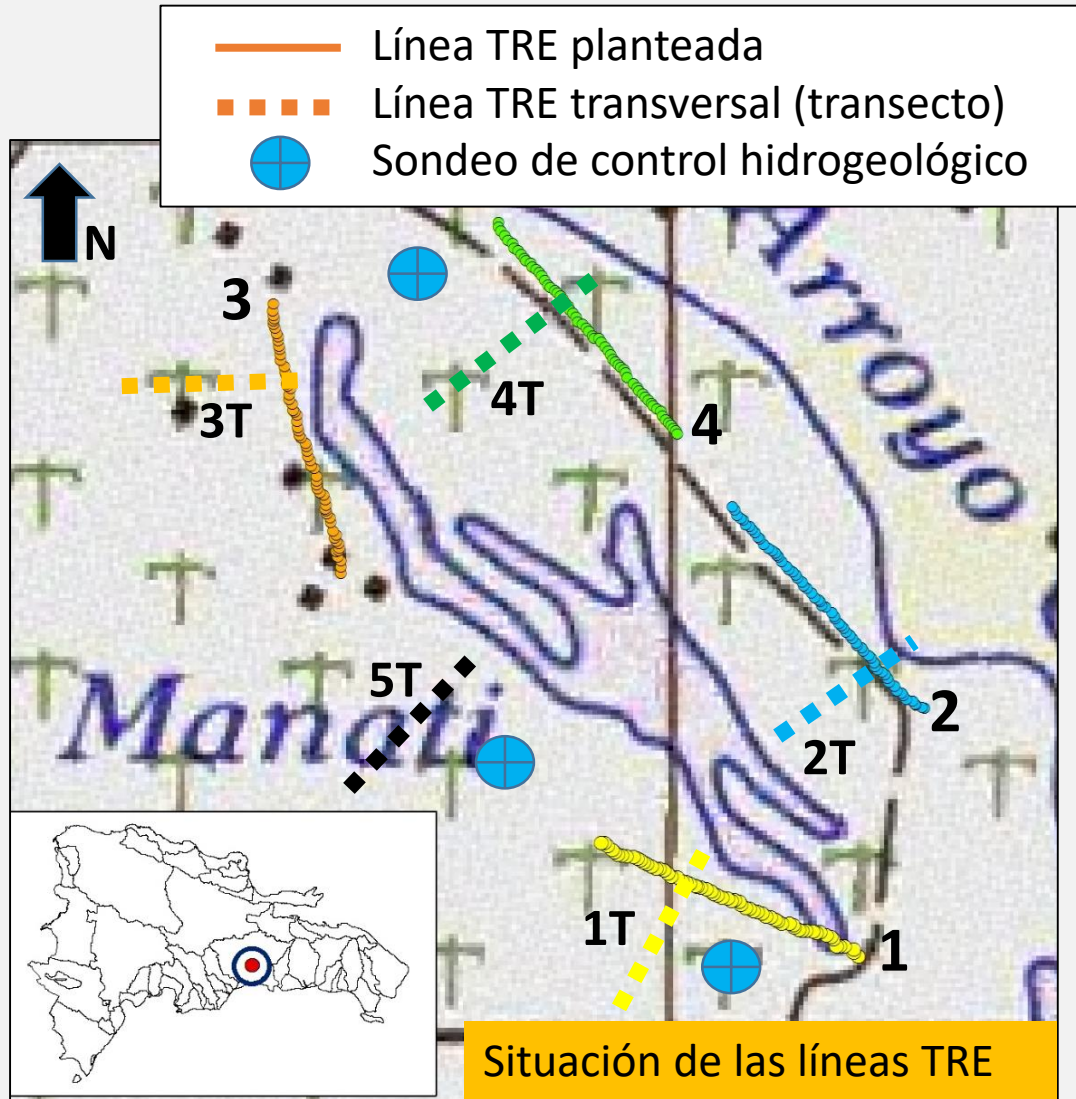 Línea TRE planteada
Línea TRE transversal (transecto)
Sondeo de control hidrogeológico
N
Arroyo
3
3T
4T
4
5T
Manati
2
2T
1T
1
Situación de las líneas TRE